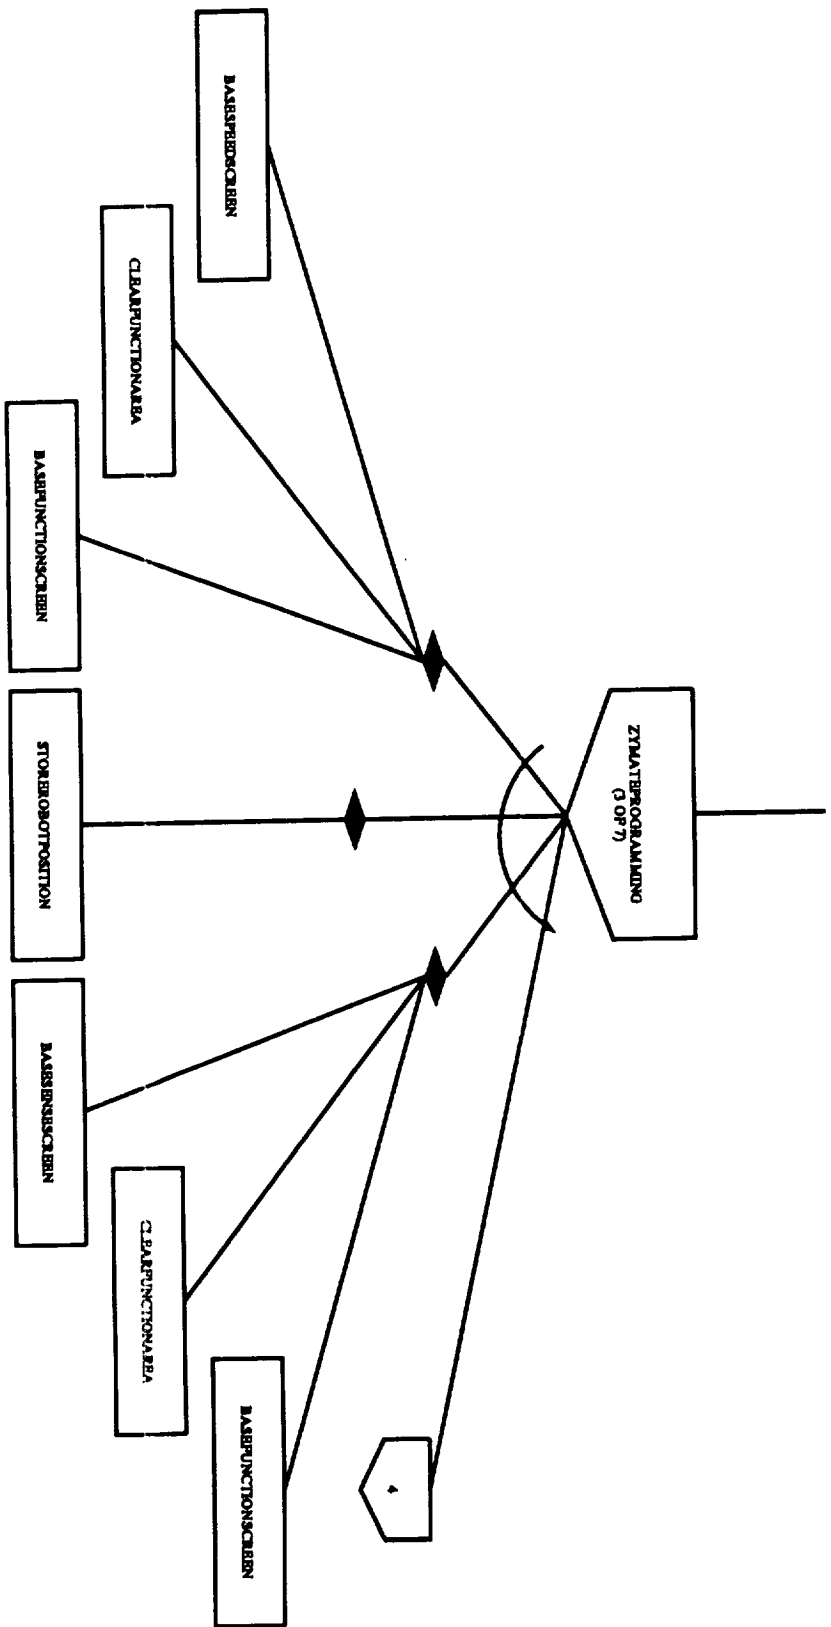 ZYMATEPROGRAMMING
(3 OF 7)
4
BASESPEEDSCREEN
CLEARFUNCTIONAREA
BASEFUNCTIONSCREEN
STOREROBOTPOSITION
BASESENSESCREEN
CLEARFUNCTIONAREA
BASEFUNCTIONSCREEN